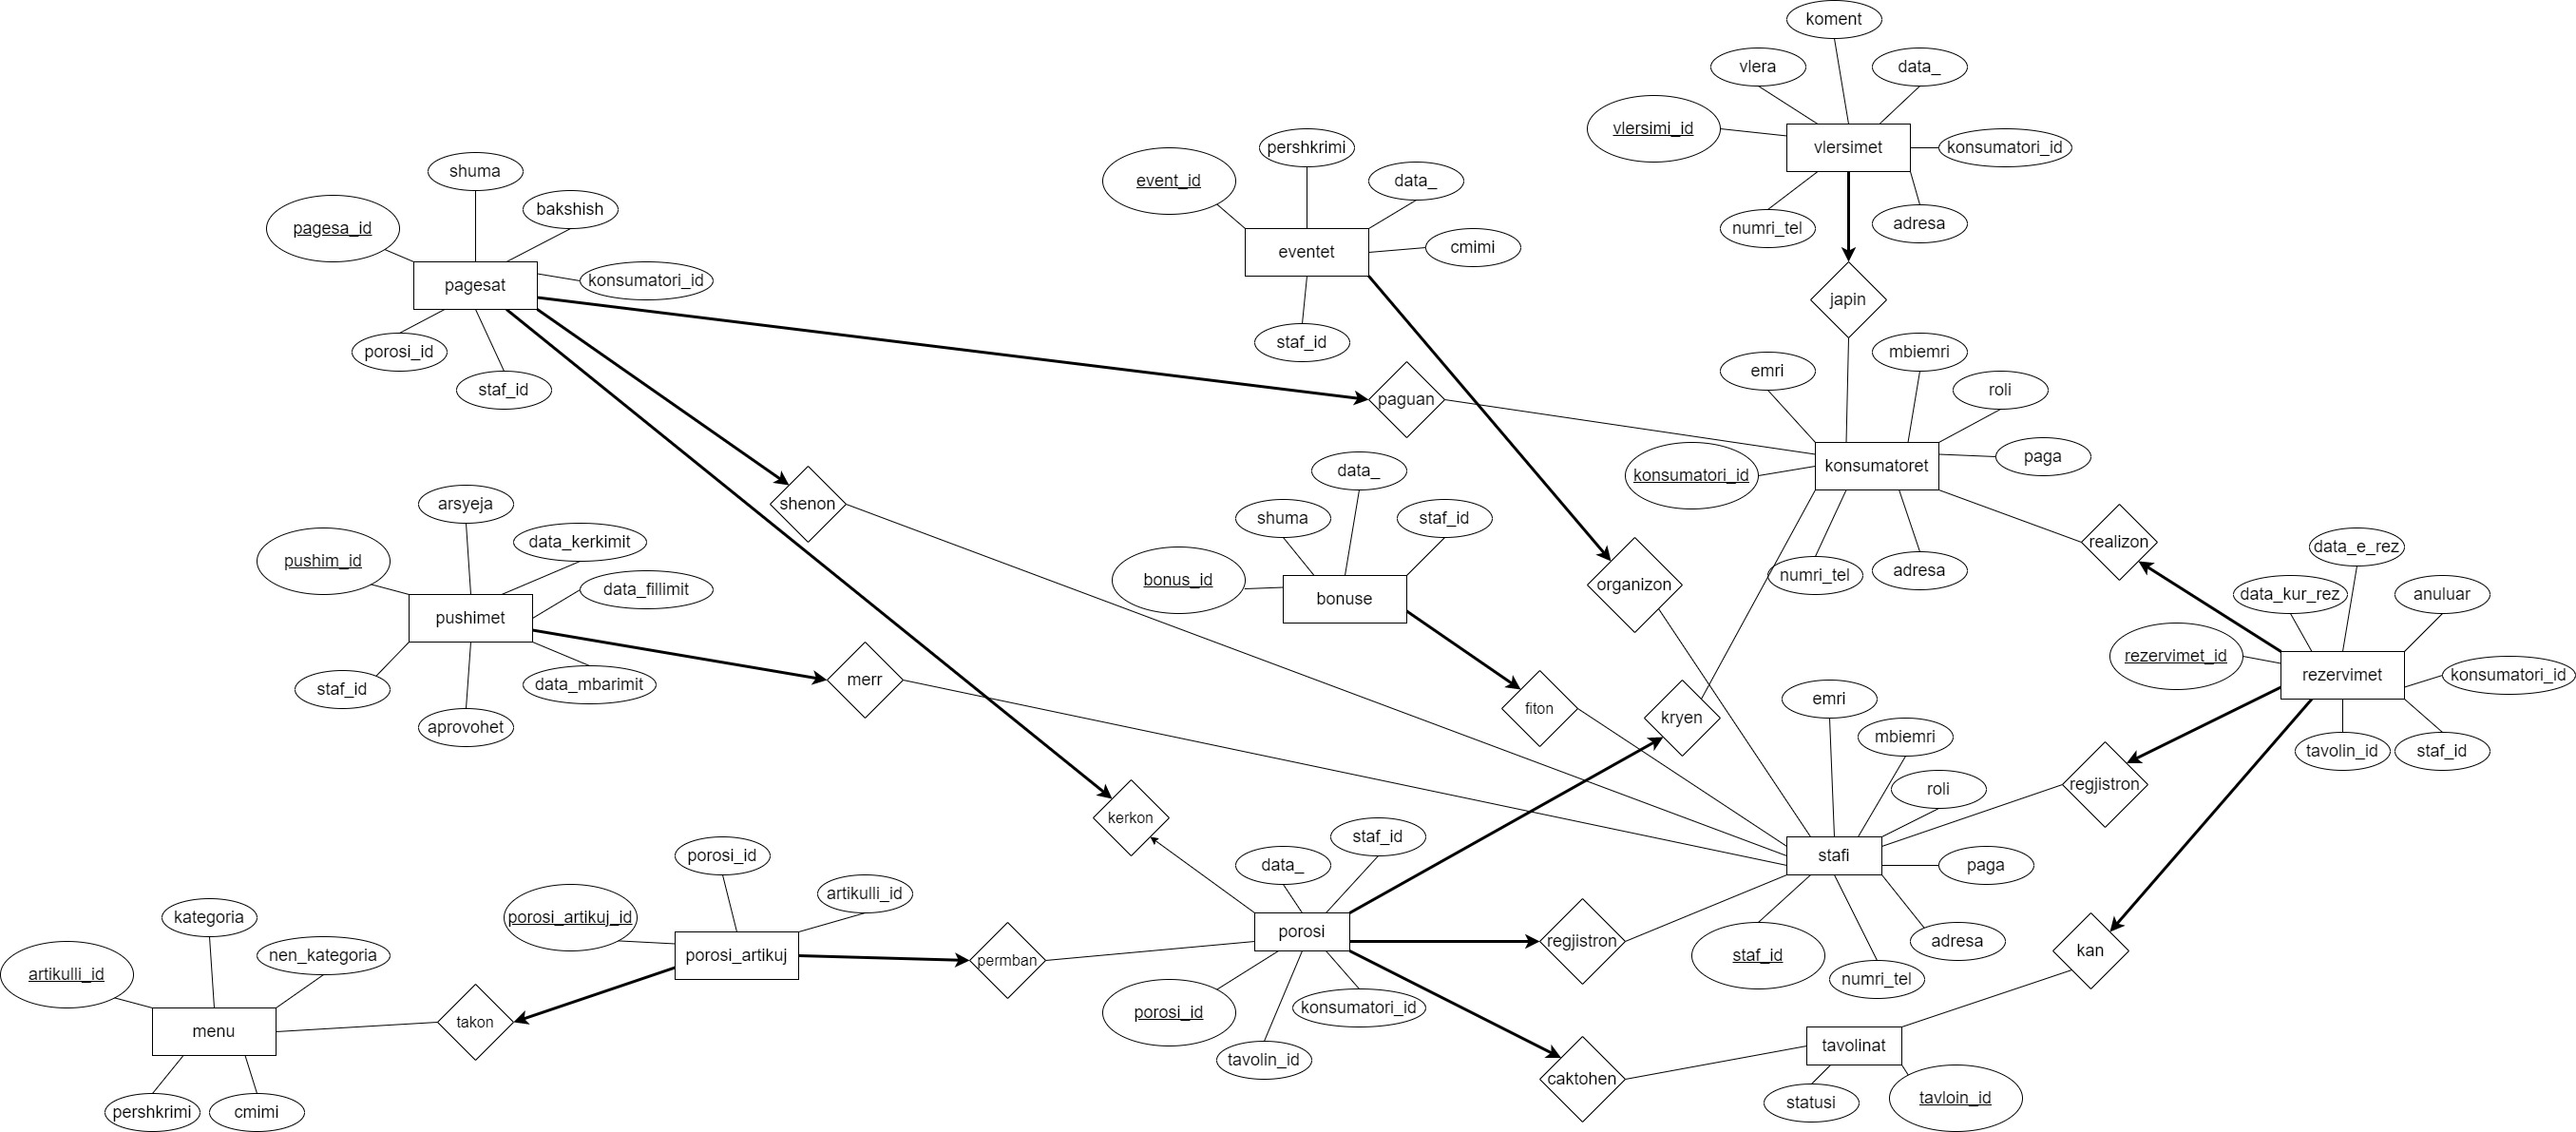 koment
vlera
data_
vlersimi_id
vlersimet
konsumatori_id
numri_tel
adresa
japin
pershkrimi
event_id
data_
eventet
cmimi
staf_id
shuma
bakshish
pagesa_id
pagesat
konsumatori_id
porosi_id
staf_id
paguan
emri
mbiemri
roli
konsumatoret
paga
konsumatori_id
numri_tel
adresa
shenon
data_
shuma
staf_id
bonus_id
bonuse
organizon
realizon
arsyeja
data_kerkimit
pushim_id
data_fillimit
pushimet
staf_id
data_mbarimit
aprovohet
merr
fiton
kryen
data_e_rez
data_kur_rez
anuluar
rezervimet_id
rezervimet
konsumatori_id
tavolin_id
staf_id
regjistron
emri
mbiemri
roli
stafi
paga
adresa
staf_id
numri_tel
kerkon
staf_id
data_
porosi
regjistron
porosi_id
konsumatori_id
tavolin_id
porosi_id
artikulli_id
porosi_artikuj_id
porosi_artikuj
permban
kategoria
nen_kategoria
artikulli_id
menu
takon
pershkrimi
cmimi
kan
caktohen
tavolinat
statusi
tavloin_id